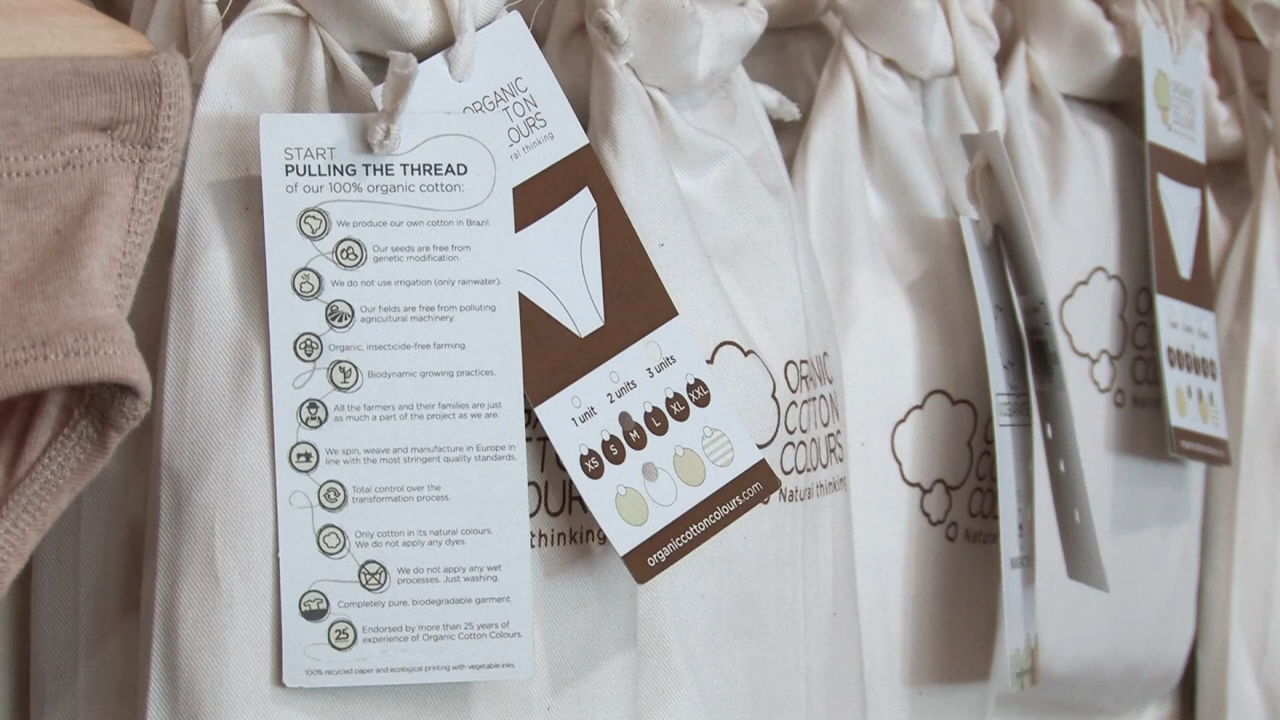 START
PULLING THE THREAD
of our 100% organic cotton:
We produce our own cotton in Brazil.
Our seeds are free from
genetic modification.
We do not use irrigation (only rainwater).
Our fields are free from polluting
agricultural machinery.
Organic, insecticide-free farming.
Biodynamic growing practices.
All the farmers and their families are just
as much a part of the project as we are.
We spin, weave and manufacture in Europe in
line with the most stringent quality standards.
Total control over the
transformation process.
Only cotton in its natural colours.
We do not apply any dyes.
We do not apply any wet
processes. Just washing.
Completely pure, biodegradable garment.
25
Endorsed by more than 25 years of
experience of Organic Cotton Colours.
100% recycled paper and ecological printing with vegetable inks.
ORGANIC
TON
OURS
ral thinking
1 unit 2 units 3 units
XS S M L XL XXL
organiccottoncolours.com
OUR
thinking
ORGANIC
COTTON
COLOURS
Natural thinking
CO
Natura